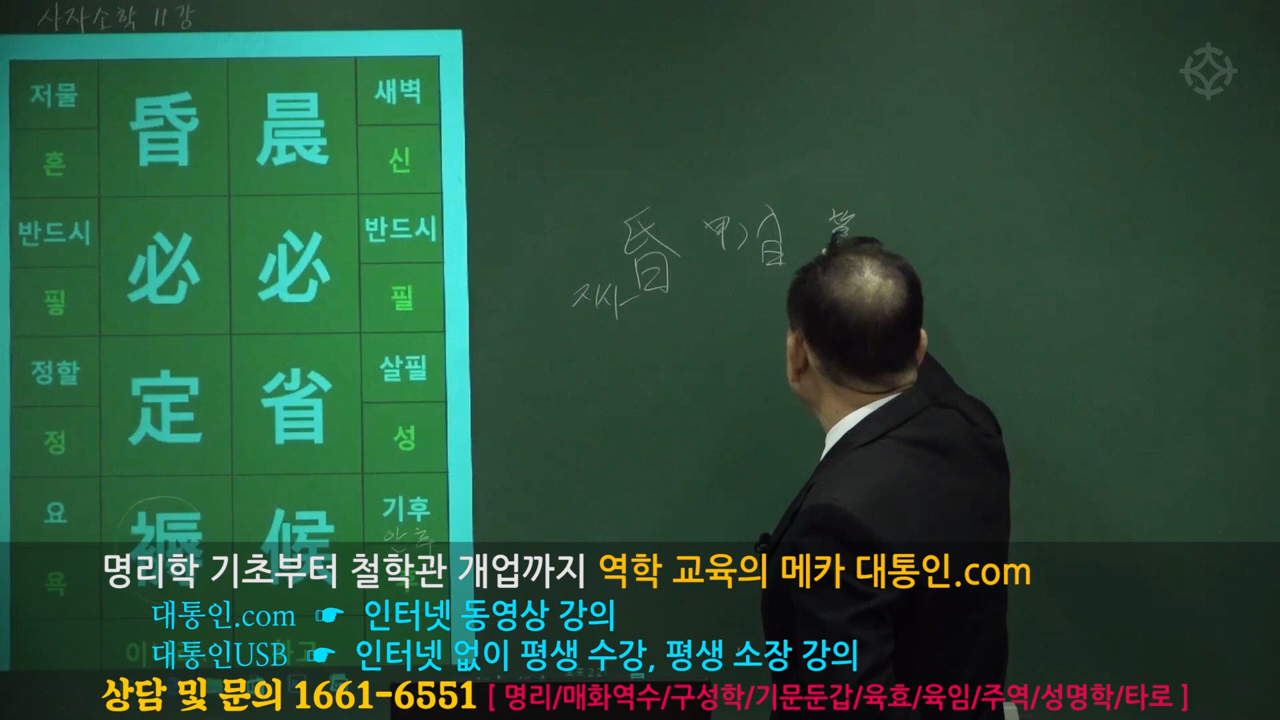 사자소학 11강
저물 昏 晨 새벽
혼 신
반드시 必 必 반드시
핗 필
정할 定 省 살필
정 성
요 褥 候 기후
안후
욕
昏 甲 冫
명리학 기초부터 철학관 개업까지 역학 교육의 메카 대통인.com
대통인.com ☞ 인터넷 동영상 강의
대통인USB ☞ 인터넷 없이 평생 수강, 평생 소장 강의
상담 및 문의 1661-6551 [ 명리/매화역수/구성학/기문둔갑/육효/육임/주역/성명학/타로 ]